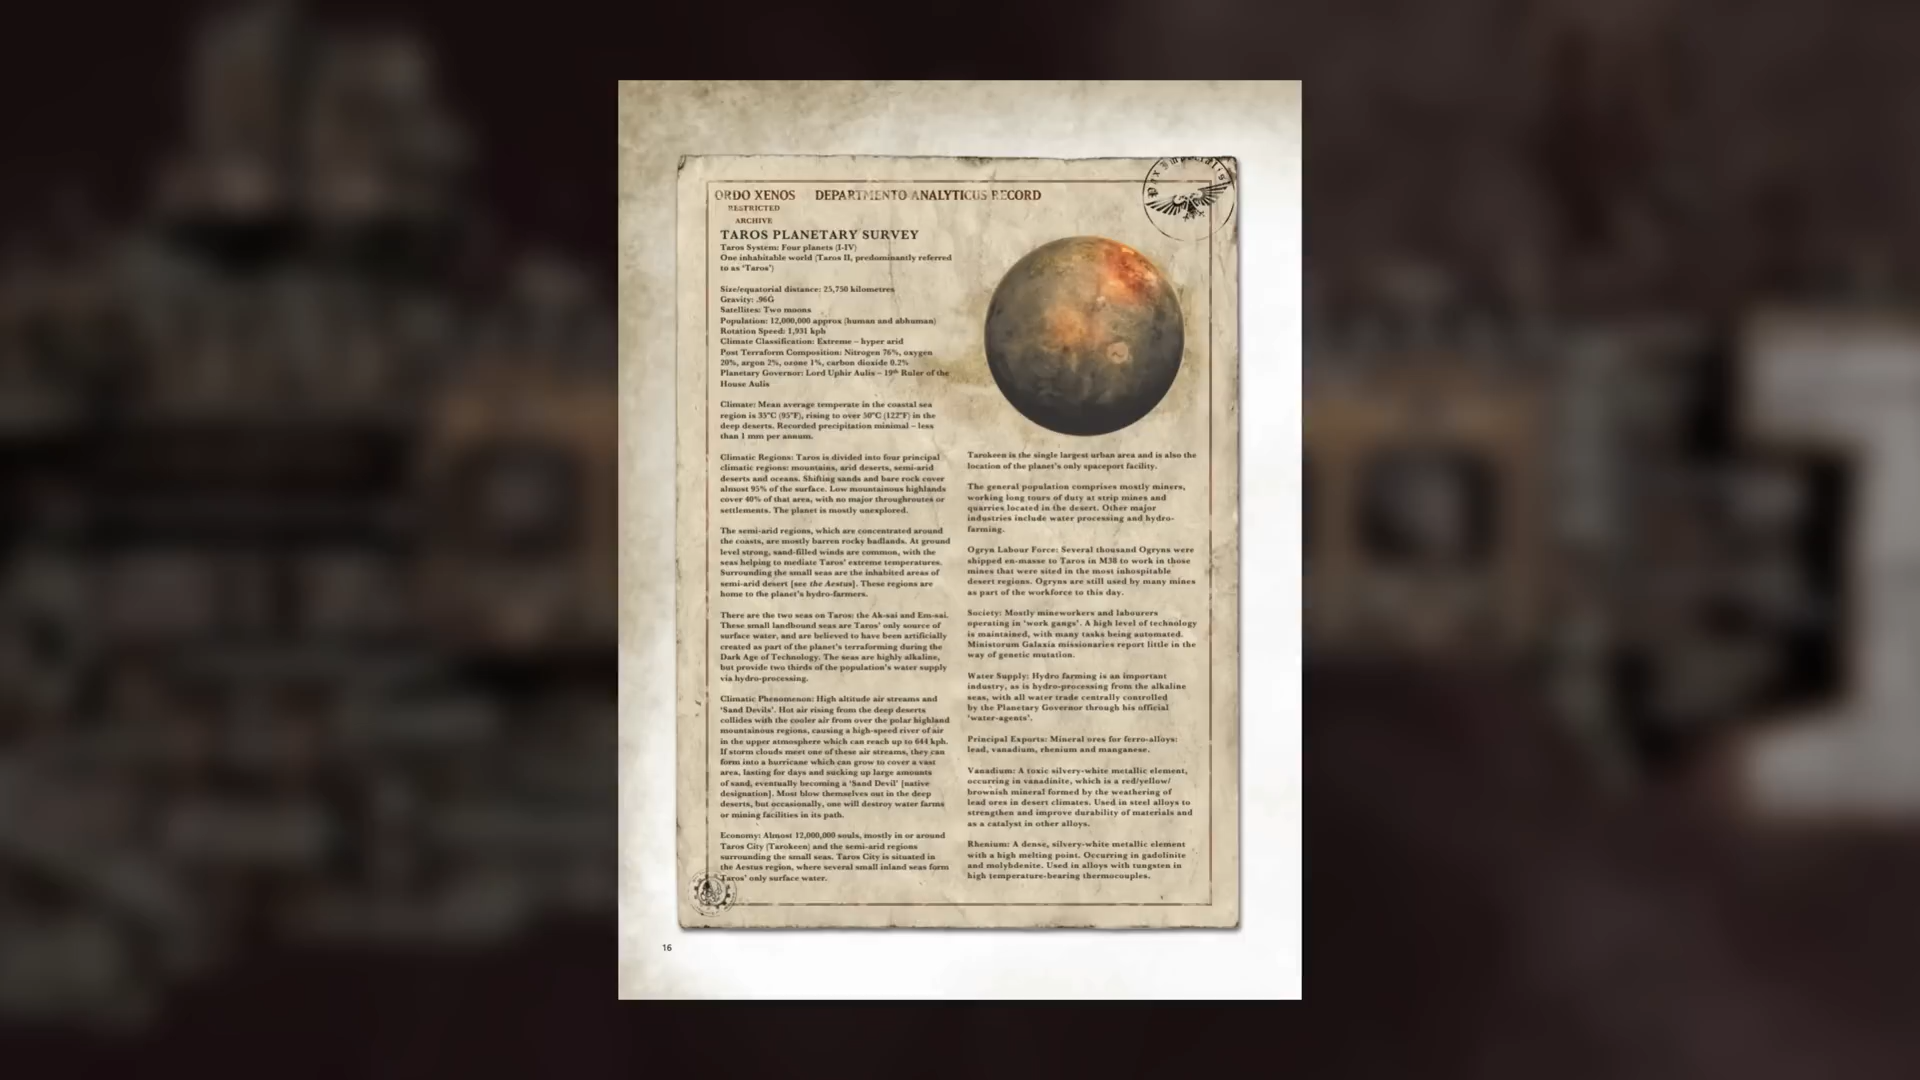 ORDO XENOS DEPARTMENTO ANALYTICUS RECORD
RESTRICTED
ARCHIVE
TAROS PLANETARY SURVEY
Taros System: Four planets (I-IV)
One inhabitable world (Taros II, predominantly referred
to as 'Taros')
Size/equatorial distance: 25,750 kilometres
Gravity: .96G
Satellites: Two moons
Population: 12,000,000 approx (human and abhuman)
Rotation Speed: 1,931 kph
Climate Classification: Extreme – hyper arid
Post Terraform Composition: Nitrogen 76%, oxygen
20%, argon 2%, ozone 1%, carbon dioxide 0.2%
Planetary Governor: Lord Uphir Aulis – 19th Ruler of the
House Aulis
Climate: Mean average temperate in the coastal sea
region is 35°C (95°F), rising to over 50°C (122°F) in the
deep deserts. Recorded precipitation minimal – less
than 1 mm per annum.
Climatic Regions: Taros is divided into four principal
climatic regions: mountains, arid deserts, semi-arid
deserts and oceans. Shifting sands and bare rock cover
almost 95% of the surface. Low mountainous highlands
cover 40% of that area, with no major throughroutes or
settlements. The planet is mostly unexplored.
The semi-arid regions, which are concentrated around
the coasts, are mostly barren rocky badlands. At ground
level strong, sand-filled winds are common, with the
seas helping to mediate Taros' extreme temperatures.
Surrounding the small seas are the inhabited areas of
semi-arid desert [see the Aestus]. These regions are
home to the planet's hydro-farmers.
There are the two seas on Taros: the Ak-sai and Em-sai.
These small landbound seas are Taros' only source of
surface water, and are believed to have been artificially
created as part of the planet's terraforming during the
Dark Age of Technology. The seas are highly alkaline,
but provide two thirds of the population's water supply
via hydro-processing.
Climatic Phenomenon: High altitude air streams and
'Sand Devils'. Hot air rising from the deep deserts
collides with the cooler air from over the polar highland
mountainous regions, causing a high-speed river of air
in the upper atmosphere which can reach up to 644 kph.
If storm clouds meet one of these air streams, they can
form into a hurricane which can grow to cover a vast
area, lasting for days and sucking up large amounts
of sand, eventually becoming a 'Sand Devil' [native
designation]. Most blow themselves out in the deep
deserts, but occasionally, one will destroy water farms
or mining facilities in its path.
Economy: Almost 12,000,000 souls, mostly in or around
Taros City (Tarokeen) and the semi-arid regions
surrounding the small seas. Taros City is situated in
the Aestus region, where several small inland seas form
Taros' only surface water.
Tarokeen is the single largest urban area and is also the
location of the planet's only spaceport facility.
The general population comprises mostly miners,
working long tours of duty at strip mines and
quarries located in the desert. Other major
industries include water processing and hydro-
farming.
Ogryn Labour Force: Several thousand Ogryns were
shipped en-masse to Taros in M38 to work in those
mines that were sited in the most inhospitable
desert regions. Ogryns are still used by many mines
as part of the workforce to this day.
Society: Mostly mineworkers and labourers
operating in 'work gangs'. A high level of technology
is maintained, with many tasks being automated.
Ministorum Galaxia missionaries report little in the
way of genetic mutation.
Water Supply: Hydro farming is an important
industry, as is hydro-processing from the alkaline
seas, with all water trade centrally controlled
by the Planetary Governor through his official
'water-agents'.
Principal Exports: Mineral ores for ferro-alloys:
lead, vanadium, rhenium and manganese.
Vanadium: A toxic silvery-white metallic element,
occurring in vanadinite, which is a red/yellow/
brownish mineral formed by the weathering of
lead ores in desert climates. Used in steel alloys to
strengthen and improve durability of materials and
as a catalyst in other alloys.
Rhenium: A dense, silvery-white metallic element
with a high melting point. Occurring in gadolinite
and molybdenite. Used in alloys with tungsten in
high temperature-bearing thermocouples.
16